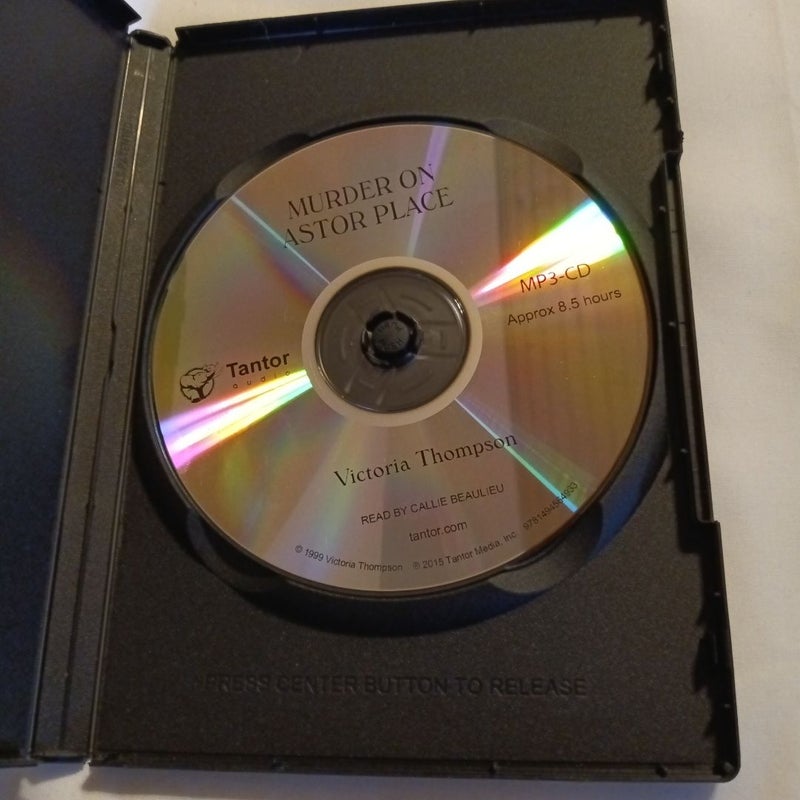 MURDER ON
ASTOR PLACE
MP3-CD
Approx 8.5 hours
Tantor
audio
Victoria Thompson
READ BY CALLIE BEAULIEU
tantor.com
© 1999 Victoria Thompson ℗ 2015 Tantor Media, Inc.
PRESS CENTER BUTTON TO RELEASE